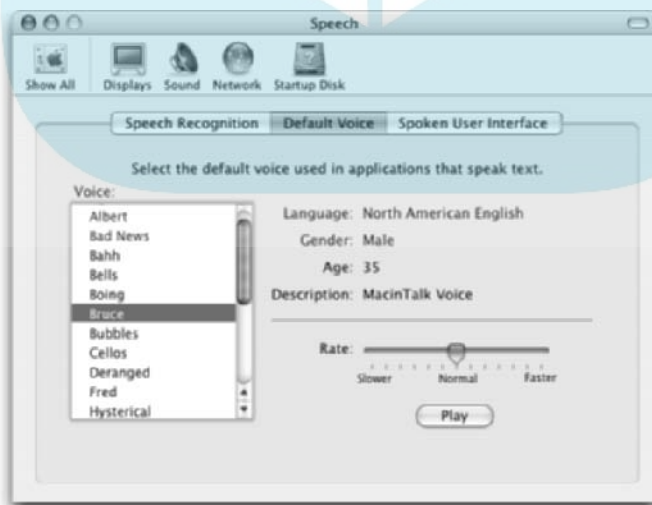 Speech
Show All Displays Sound Network Startup Disk
Speech Recognition Default Voice Spoken User Interface
Select the default voice used in applications that speak text.
Voice:
Albert
Bad News
Bahh
Bells
Boing
Bruce
Bubbles
Cellos
Deranged
Fred
Hysterical
Language: North American English
Gender: Male
Age: 35
Description: MacinTalk Voice
Rate:
Slower Normal Faster
Play